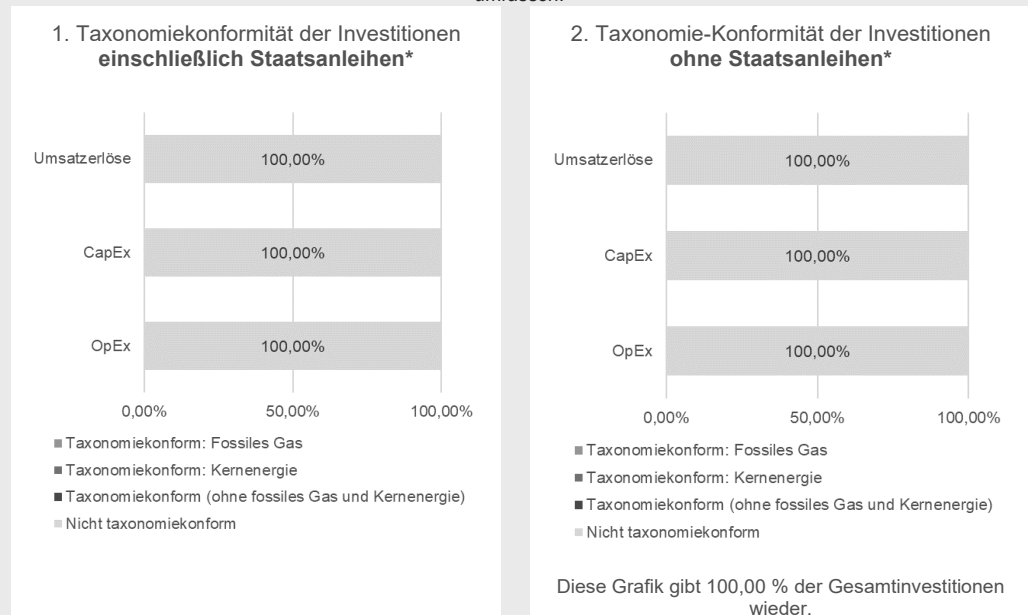 umfassen.
1. Taxonomiekonformität der Investitionen
einschließlich Staatsanleihen*
Umsatzerlöse
100,00%
CapEx
100,00%
OpEx
100,00%
0,00%
50,00%
100,00%
Taxonomiekonform: Fossiles Gas
Taxonomiekonform: Kernenergie
Taxonomiekonform (ohne fossiles Gas und Kernenergie)
Nicht taxonomiekonform
2. Taxonomie-Konformität der Investitionen
ohne Staatsanleihen*
Umsatzerlöse
100,00%
CapEx
100,00%
OpEx
100,00%
0,00%
50,00%
100,00%
Taxonomiekonform: Fossiles Gas
Taxonomiekonform: Kernenergie
Taxonomiekonform (ohne fossiles Gas und Kernenergie)
Nicht taxonomiekonform
Diese Grafik gibt 100,00 % der Gesamtinvestitionen
wieder.